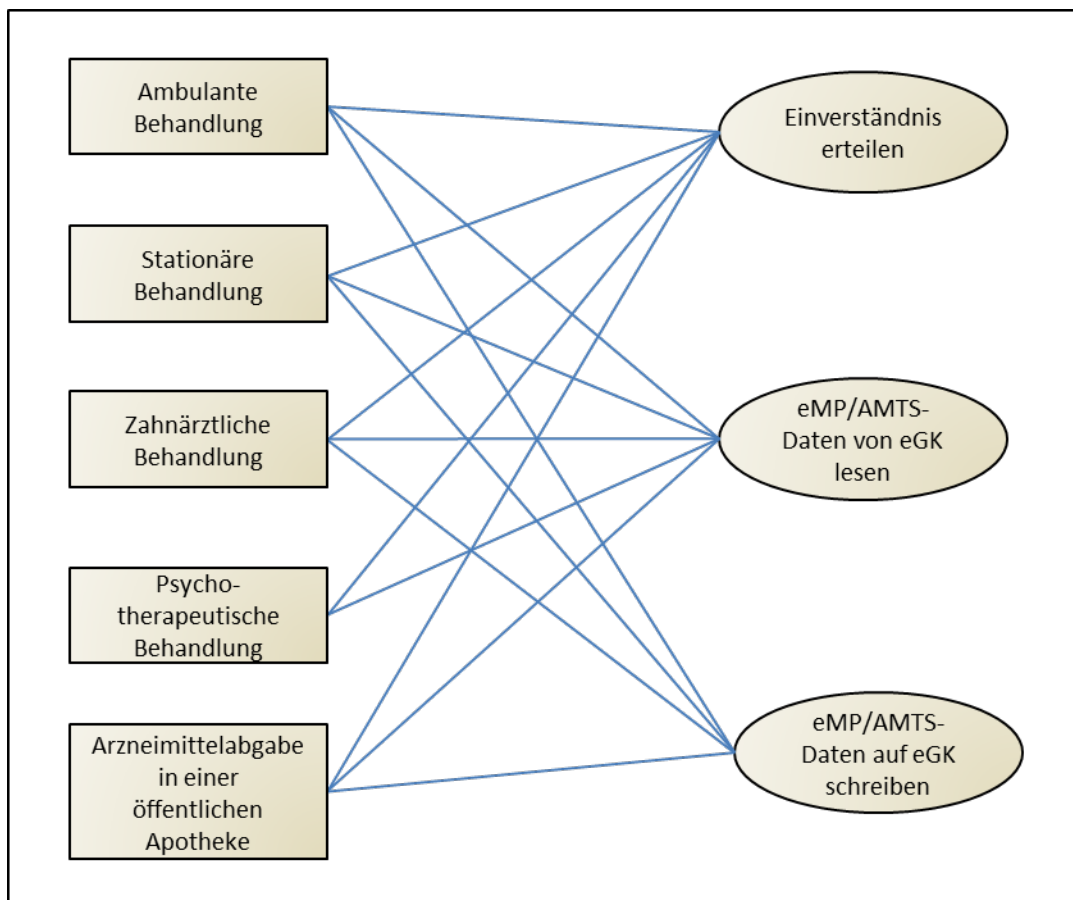 Ambulante
Behandlung
Einverständnis
erteilen
Stationäre
Behandlung
Zahnärztliche
Behandlung
eMP/AMTS-
Daten von eGK
lesen
Psycho-
therapeutische
Behandlung
Arzneimittelabgabe
in einer
öffentlichen
Apotheke
eMP/AMTS-
Daten auf eGK
schreiben